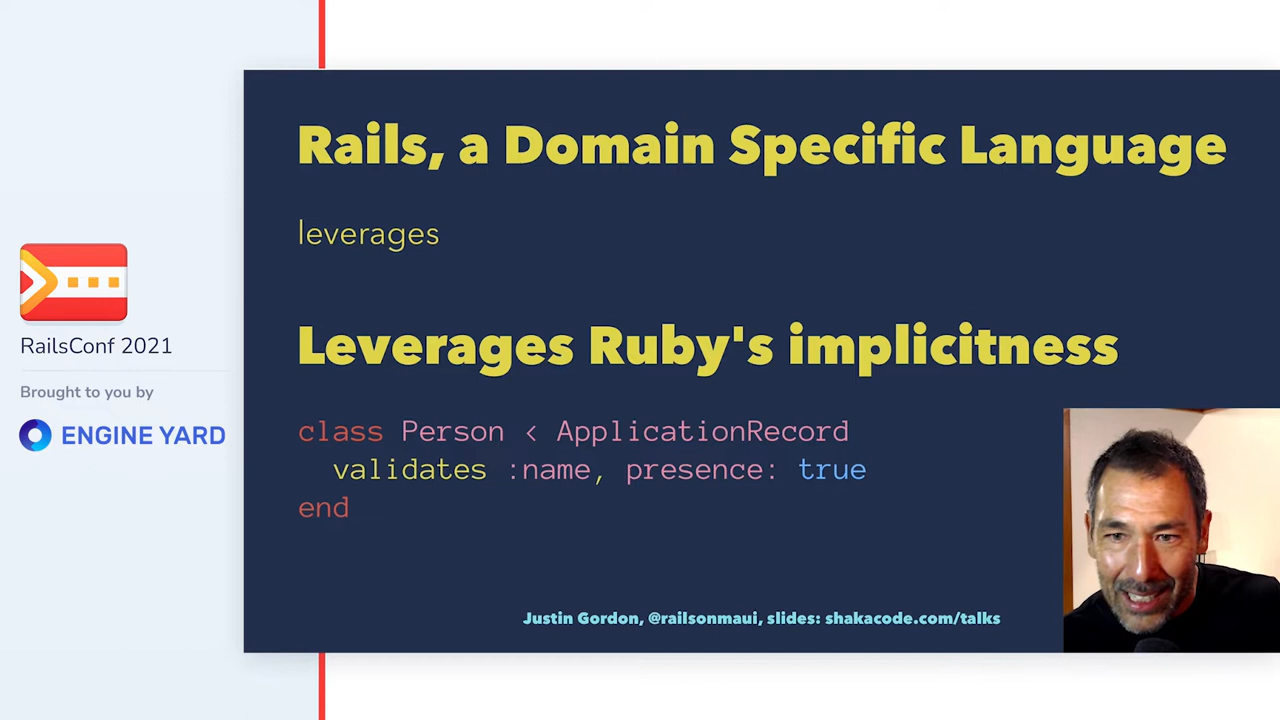 Rails, a Domain Specific Language
leverages
Leverages Ruby's implicitness
class Person < ApplicationRecord
  validates :name, presence: true
end
Justin Gordon, @railsonmaui, slides: shakacode.com/talks
RailsConf 2021
Brought to you by
ENGINE YARD